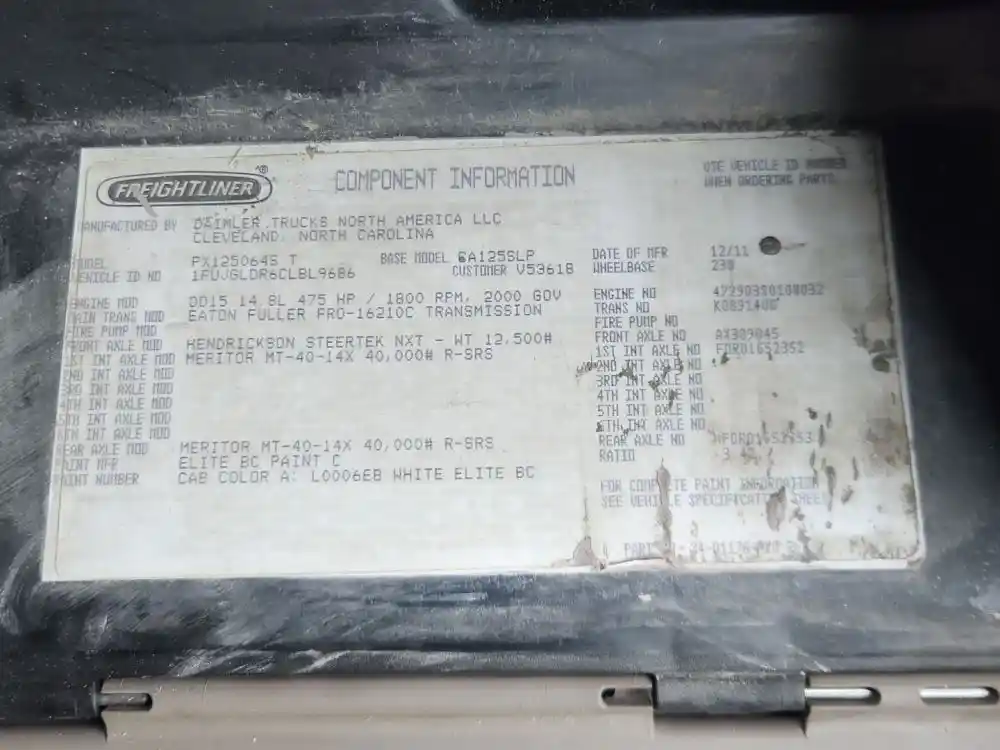 FREIGHTLINER ®
COMPONENT INFORMATION
USE VEHICLE ID NUMBER
WHEN ORDERING PARTS
MANUFACTURED BY DAIMLER TRUCKS NORTH AMERICA LLC
CLEVELAND, NORTH CAROLINA
MODEL PX125064S T BASE MODEL CA125SLP DATE OF MFR 12/11
VEHICLE ID NO 1FUJGLDR6CLBL9686 CUSTOMER V53618 WHEELBASE 238
ENGINE MOD DD15 14.8L 475 HP / 1800 RPM, 2000 GOV ENGINE NO
MAIN TRANS MOD EATON FULLER FRO-16210C TRANSMISSION TRANS NO
FIRE PUMP MOD FIRE PUMP NO
FRONT AXLE MOD HENDRICKSON STEERTEK NXT - WT 12,500# FRONT AXLE NO
1ST INT AXLE MOD MERITOR MT-40-14X 40,000# R-SRS 1ST INT AXLE NO
2ND INT AXLE MOD 2ND INT AXLE NO
3RD INT AXLE MOD 3RD INT AXLE NO
4TH INT AXLE MOD 4TH INT AXLE NO
5TH INT AXLE MOD 5TH INT AXLE NO
6TH INT AXLE MOD 6TH INT AXLE NO
REAR AXLE MOD MERITOR MT-40-14X 40,000# R-SRS REAR AXLE NO
PAINT MFR ELITE BC PAINT C RATIO
PAINT NUMBER CAB COLOR A: L0006EB WHITE ELITE BC
FOR COMPLETE PAINT INFORMATION
SEE VEHICLE SPECIFICATION SHEET